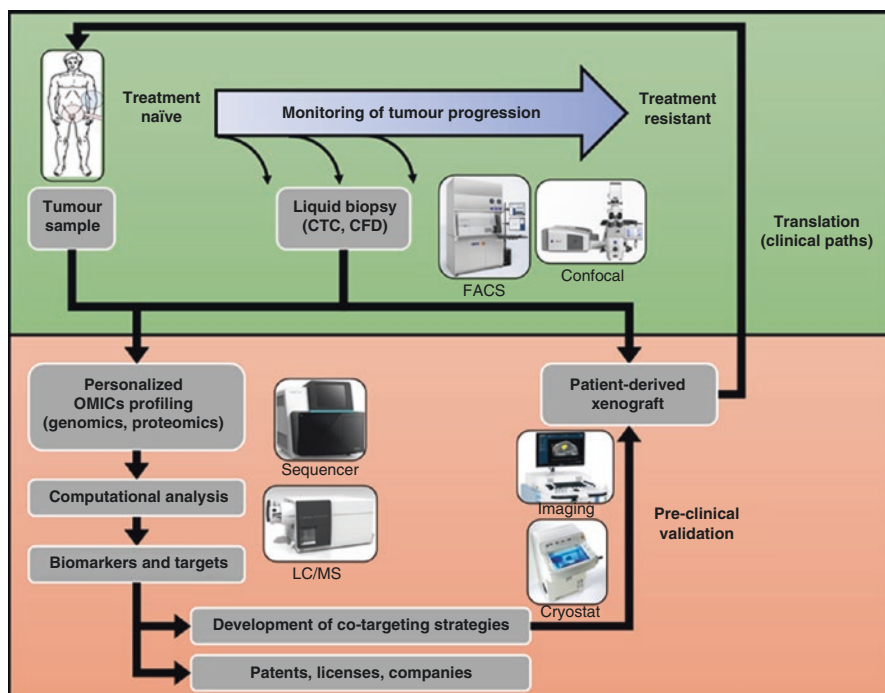 Treatment
naïve
Monitoring of tumour progression
Treatment
resistant
Tumour
sample
Liquid biopsy
(CTC, CFD)
FACS
Confocal
Translation
(clinical paths)
Personalized
OMICs profiling
(genomics, proteomics)
Sequencer
Patient-derived
xenograft
Computational analysis
Imaging
Pre-clinical
validation
Biomarkers and targets
LC/MS
Cryostat
Development of co-targeting strategies
Patents, licenses, companies